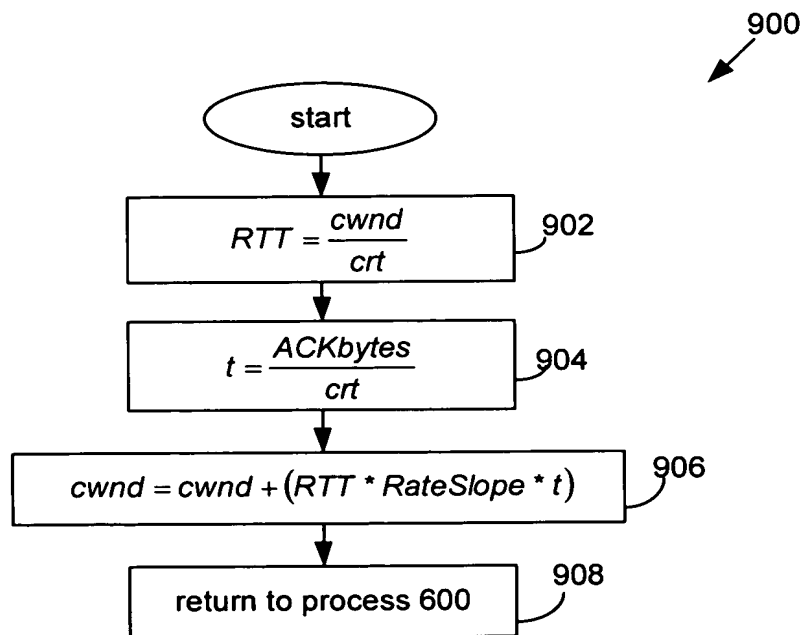 900
start
RTT = cwnd / crt
902
t = ACKbytes / crt
904
cwnd = cwnd + (RTT * RateSlope * t)
906
return to process 600
908